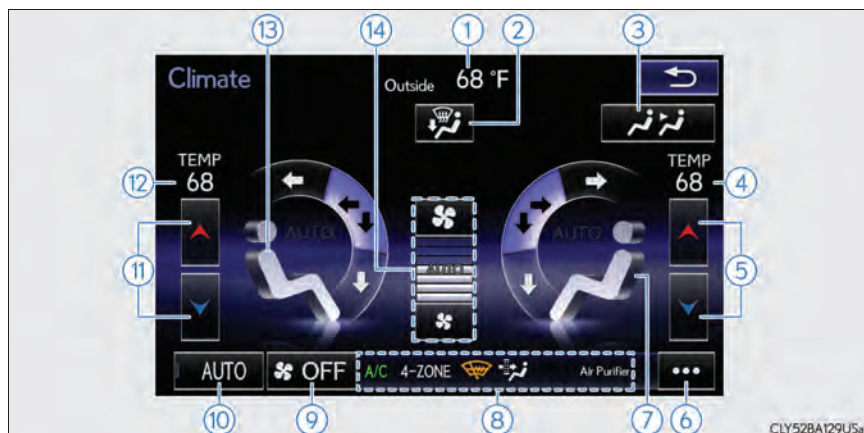 ⑬ ⑭ ① ② ③
Climate
Outside 68 °F
TEMP
⑫ 68
TEMP
68 ④
AUTO
AUTO
AUTO
⑪ ⑤
AUTO
OFF
A/C 4-ZONE
Air Purifier
•••
⑩ ⑨ ⑧ ⑦ ⑥
CLY52BA129USa